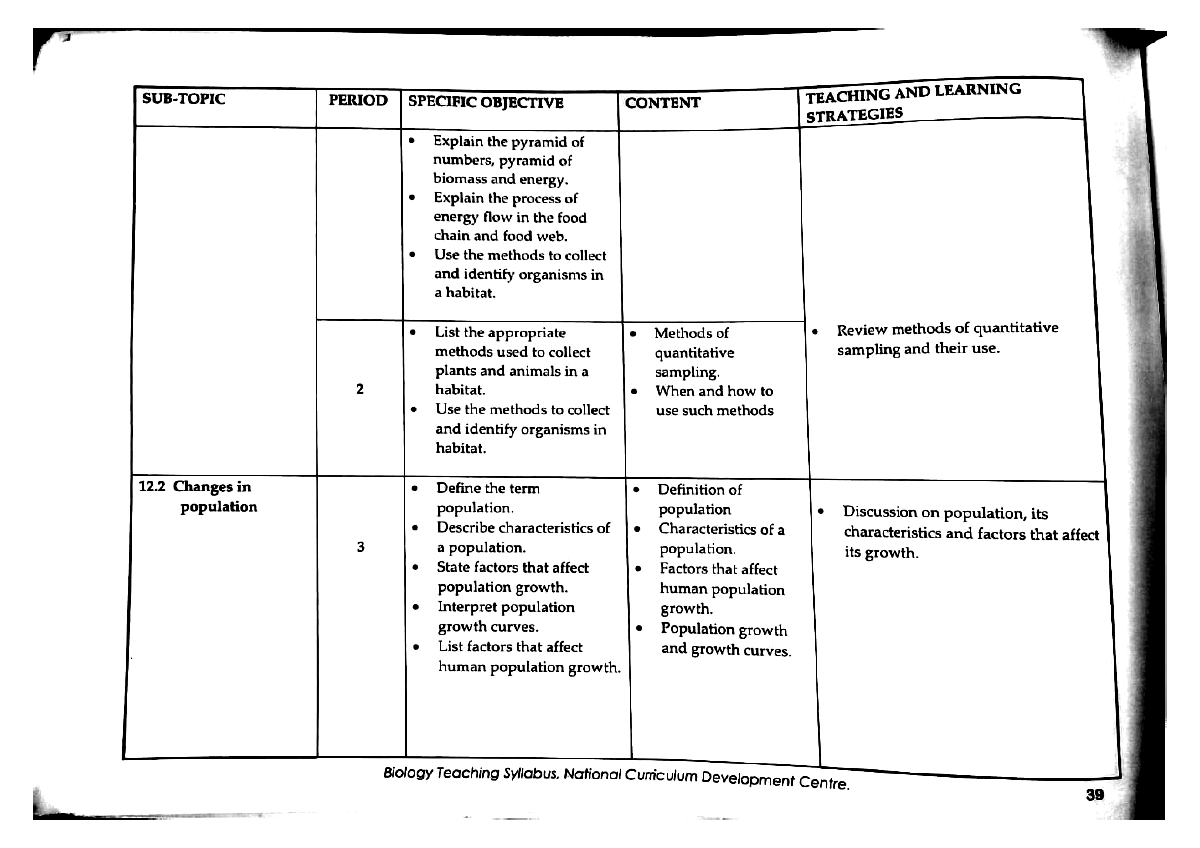 SUB-TOPIC
PERIOD
SPECIFIC OBJECTIVE
CONTENT
TEACHING AND LEARNING
STRATEGIES
• Explain the pyramid of
numbers, pyramid of
biomass and energy.
• Explain the process of
energy flow in the food
chain and food web.
• Use the methods to collect
and identify organisms in
a habitat.
2
• List the appropriate
methods used to collect
plants and animals in a
habitat.
• Use the methods to collect
and identify organisms in
habitat.
• Methods of
quantitative
sampling.
• When and how to
use such methods
• Review methods of quantitative
sampling and their use.
12.2 Changes in
population
3
• Define the term
population.
• Describe characteristics of
a population.
• State factors that affect
population growth.
• Interpret population
growth curves.
• List factors that affect
human population growth.
• Definition of
population
• Characteristics of a
population.
• Factors that affect
human population
growth.
• Population growth
and growth curves.
• Discussion on population, its
characteristics and factors that affect
its growth.
Biology Teaching Syllabus. National Curriculum Development Centre.
39